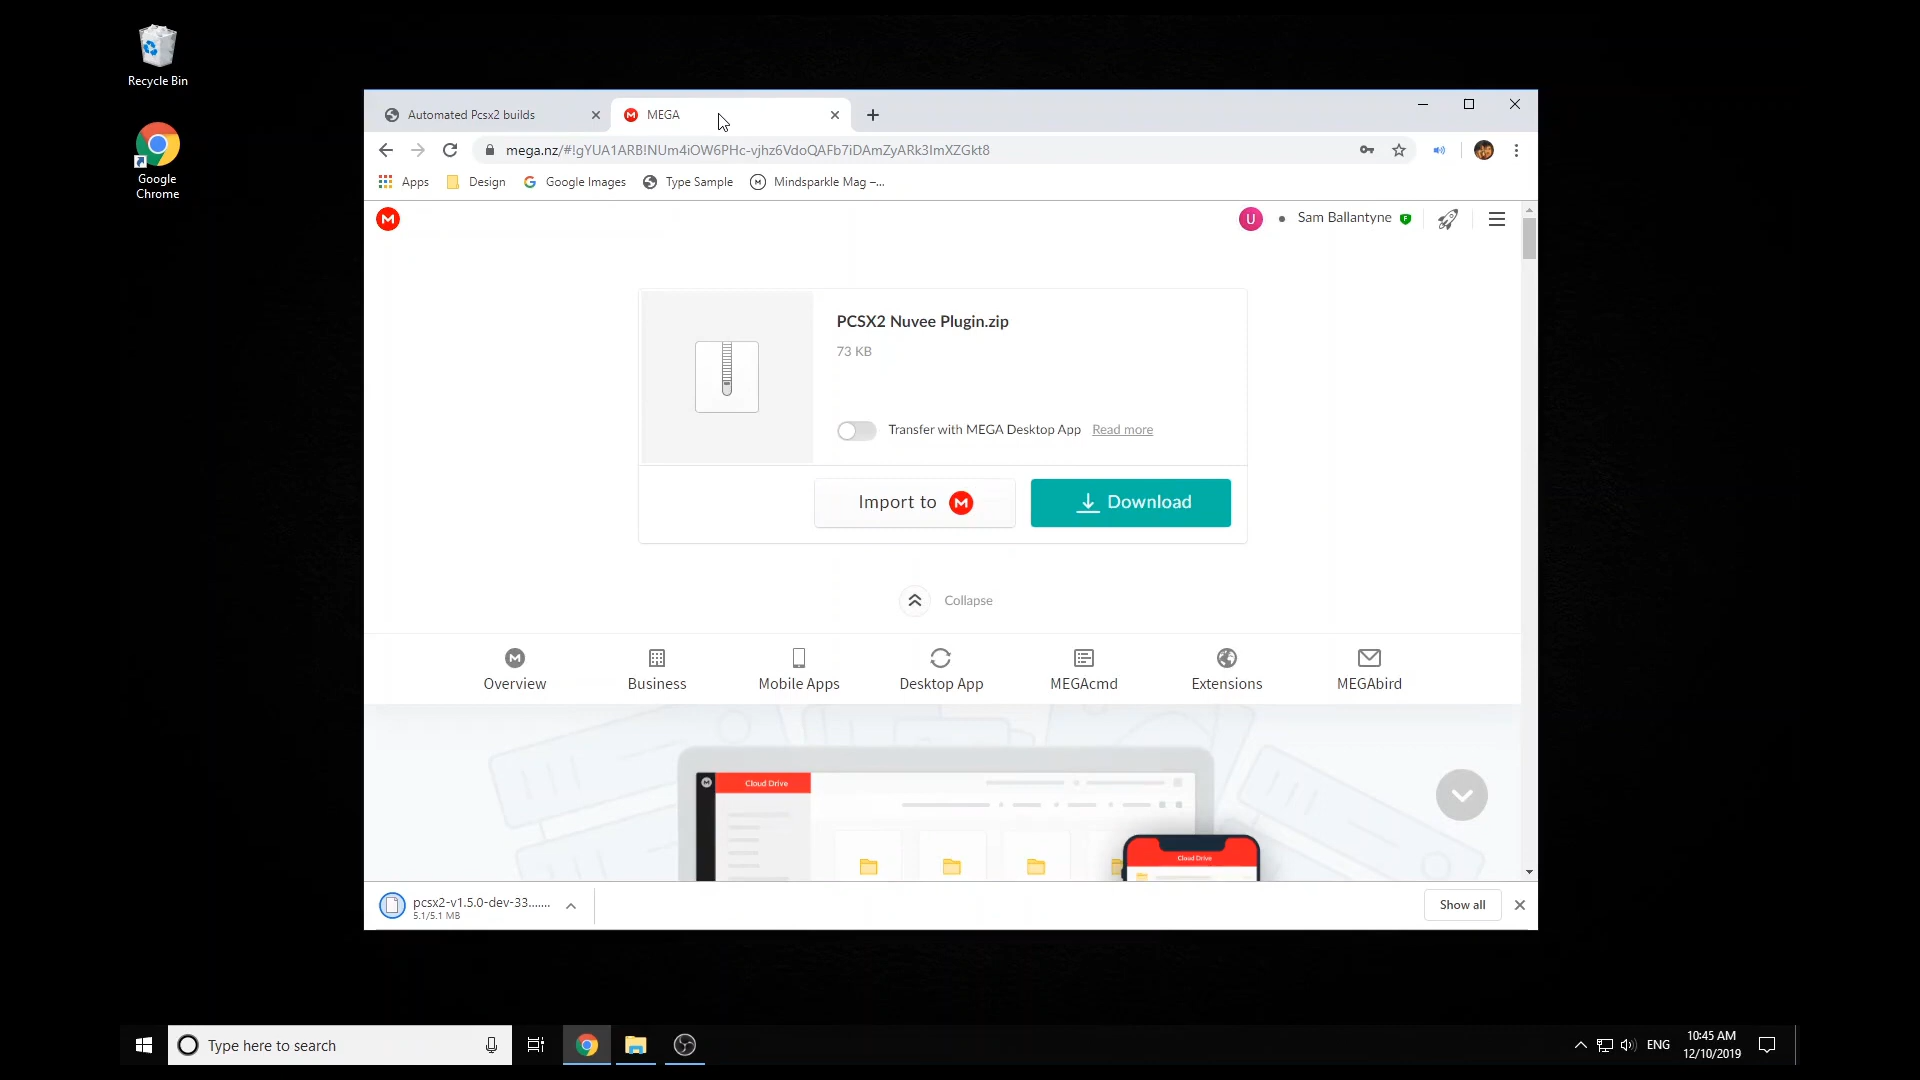 Recycle Bin
Google
Chrome
Automated Pcsx2 builds
MEGA
mega.nz/#!gYUA1ARB!NUm4iOW6PHc-vjhz6VdoQAFb7iDAmZyARk3ImXZGkt8
Apps
Design
Google Images
Type Sample
Mindsparkle Mag –...
U
Sam Ballantyne
PCSX2 Nuvee Plugin.zip
73 KB
Transfer with MEGA Desktop App Read more
Import to
Download
Collapse
Overview
Business
Mobile Apps
Desktop App
MEGAcmd
Extensions
MEGAbird
Cloud Drive
Cloud Drive
pcsx2-v1.5.0-dev-33.......
5.1/5.1 MB
Show all
Type here to search
ENG
10:45 AM
12/10/2019